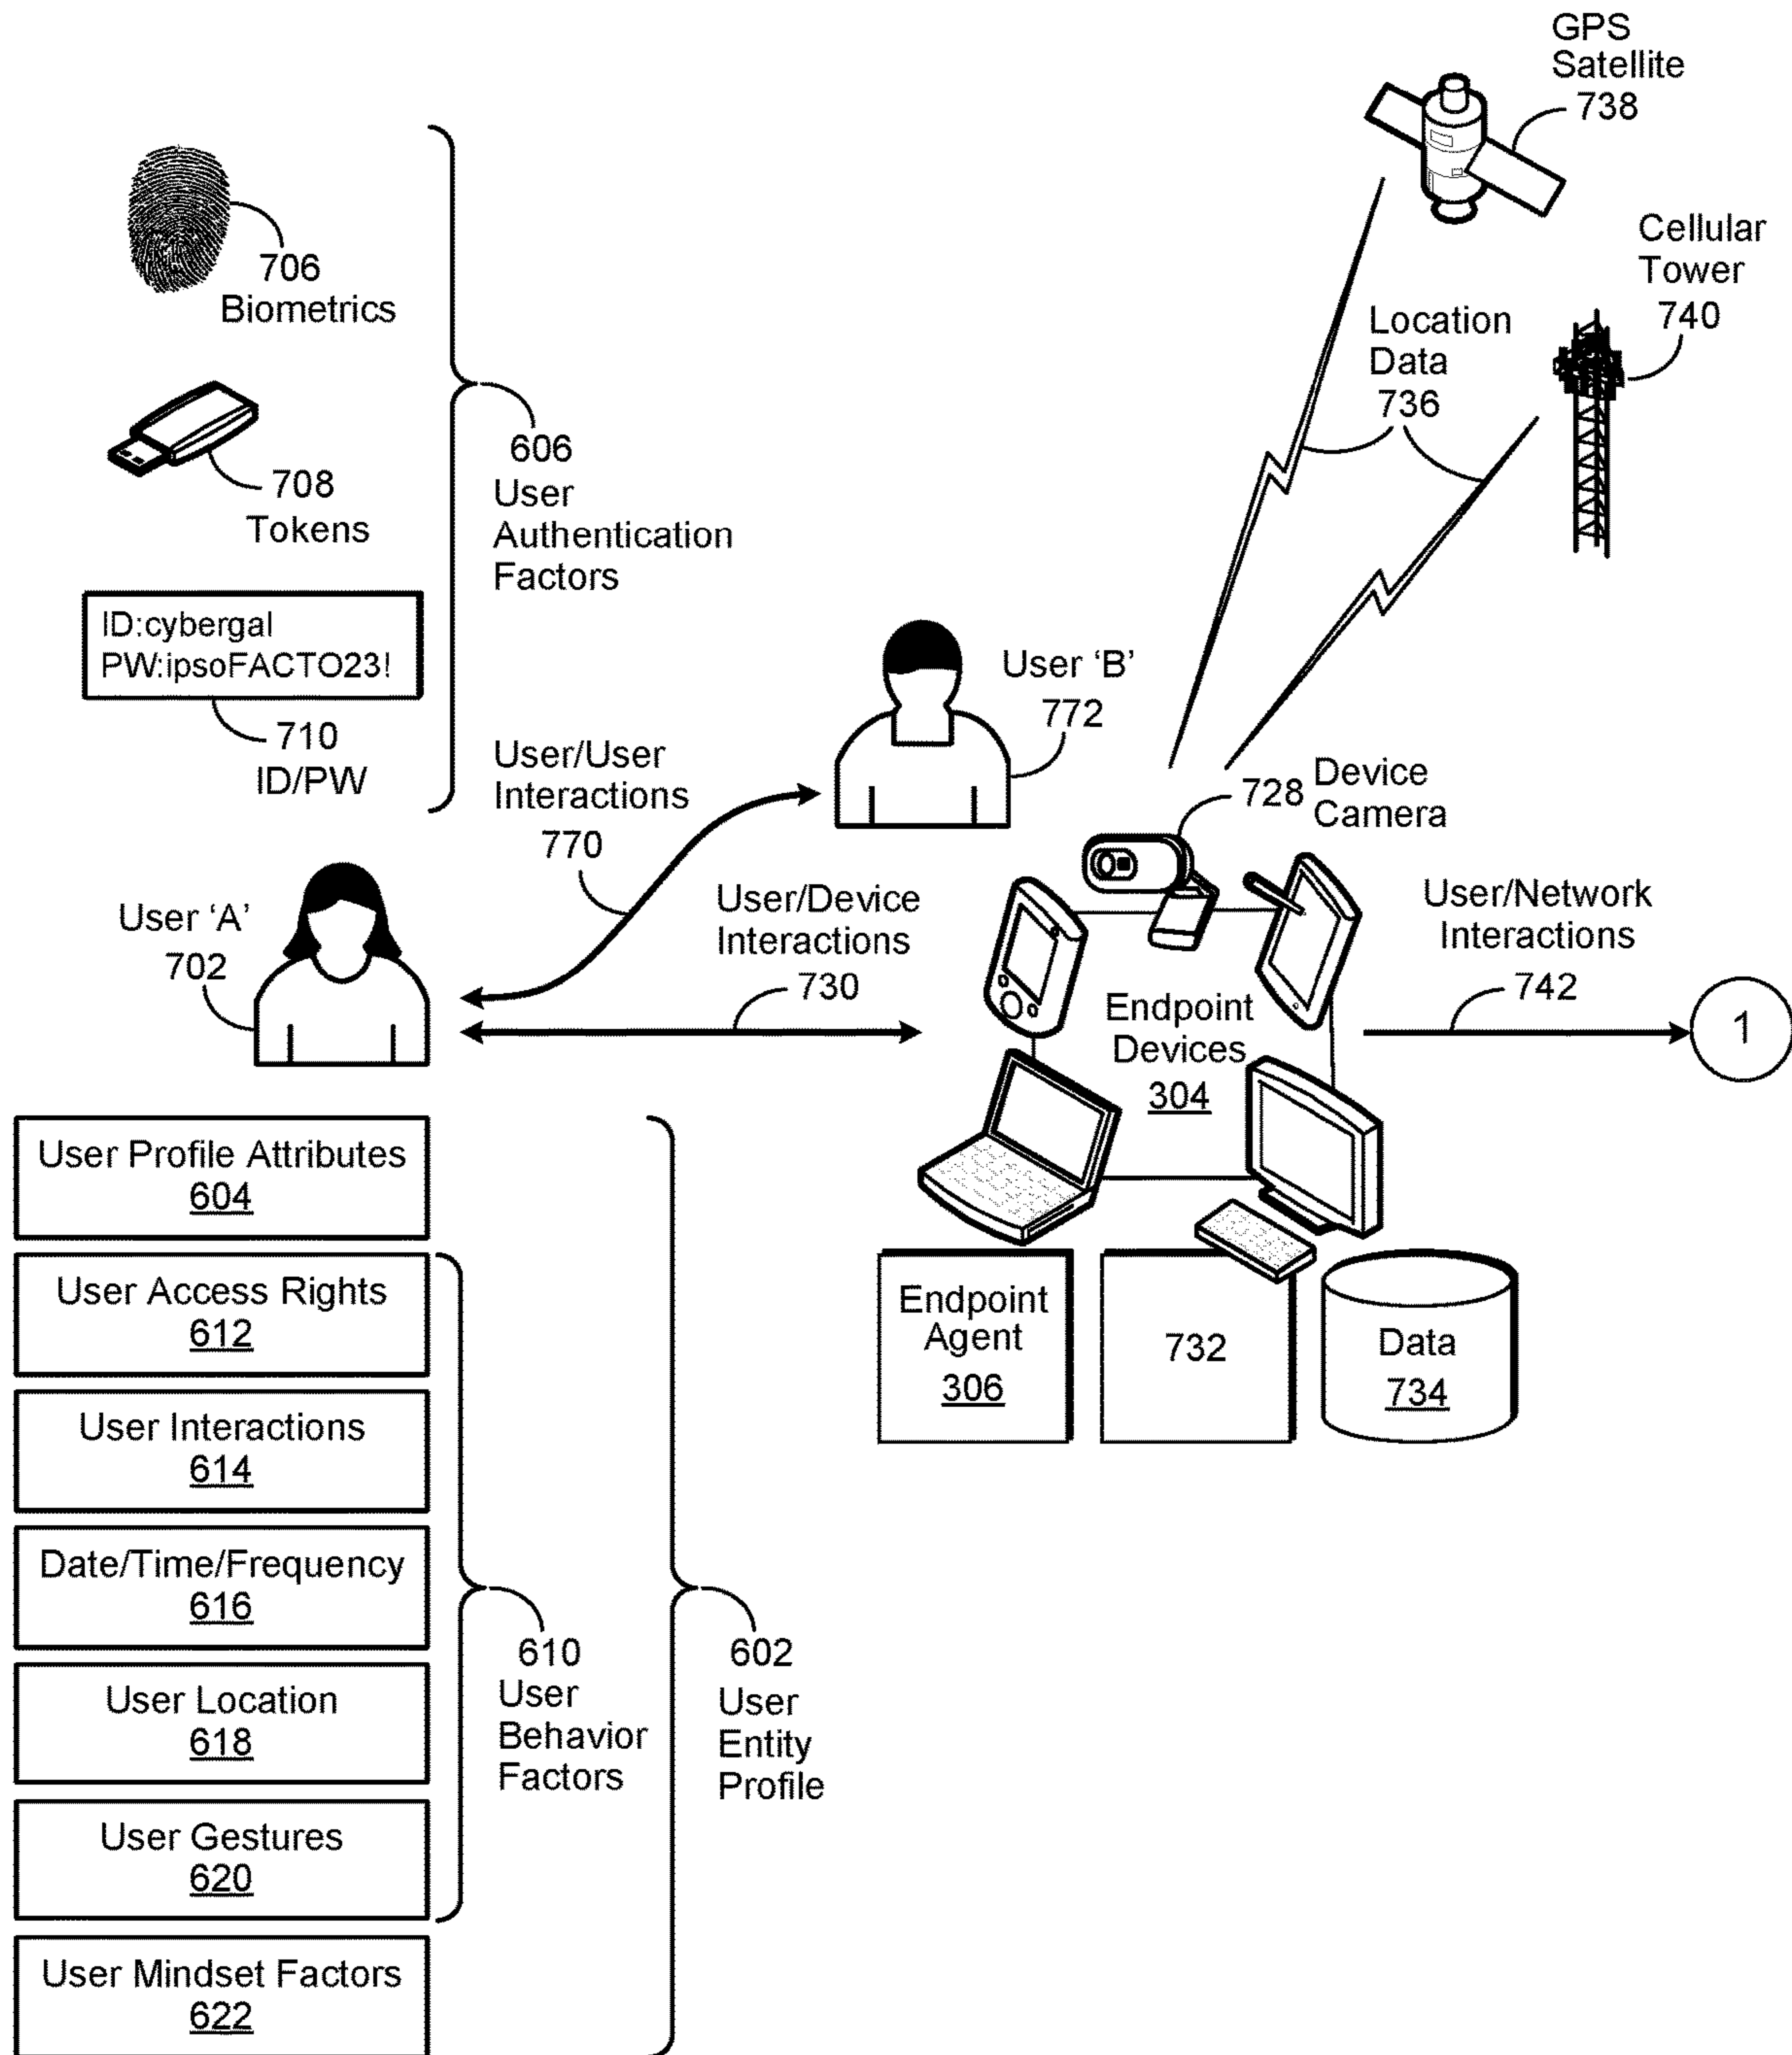 GPS
Satellite
738
Cellular
Tower
740
Location
Data
736
706
Biometrics
708
Tokens
ID:cybergal
PW:ipsoFACTO23!
710
ID/PW
606
User
Authentication
Factors
User 'B'
772
User/User
Interactions
770
User 'A'
702
User/Device
Interactions
730
728
Device
Camera
Endpoint
Devices
304
User/Network
Interactions
742
1
User Profile Attributes
604
User Access Rights
612
User Interactions
614
Date/Time/Frequency
616
User Location
618
User Gestures
620
User Mindset Factors
622
610
User
Behavior
Factors
602
User
Entity
Profile
Endpoint
Agent
306
732
Data
734